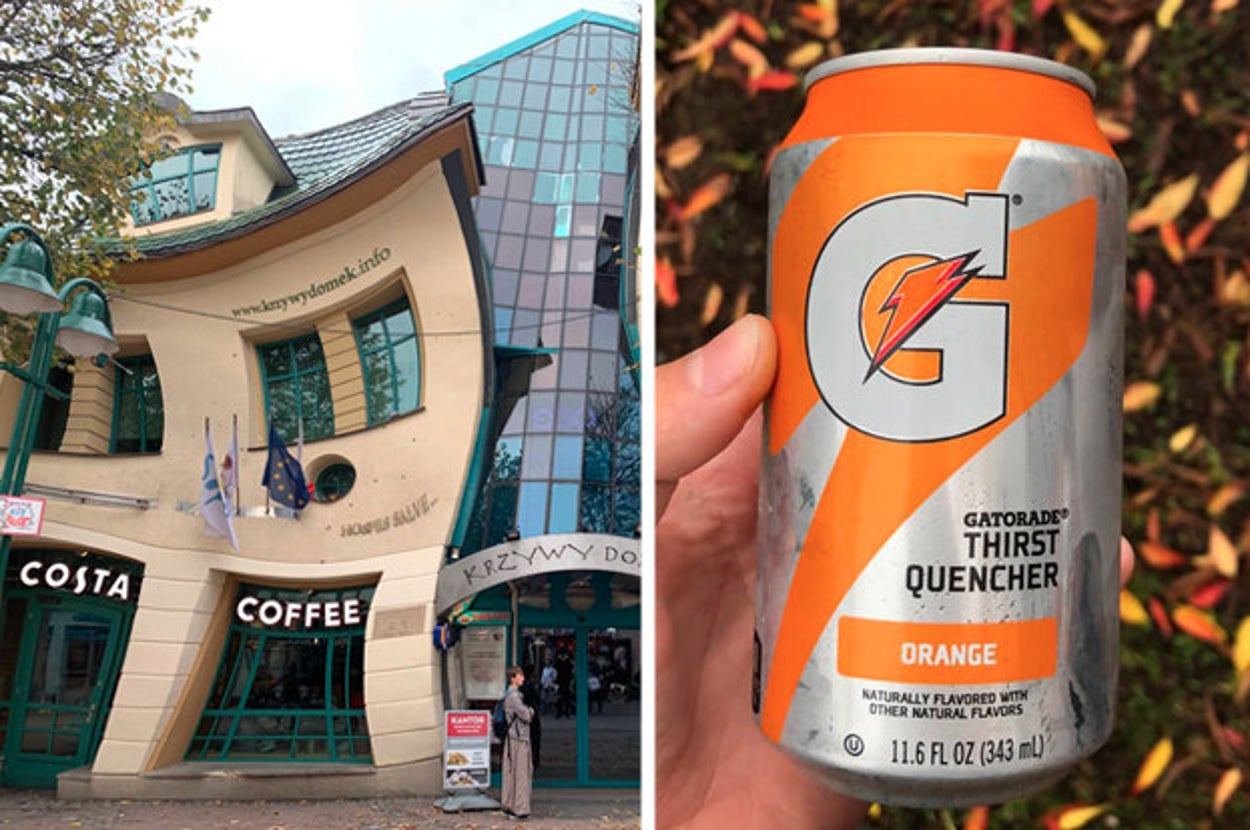 www.krzywydomek.info
HOSPES SALVE
COSTA
COFFEE
KRZYWY DO
KANTOR
G®
GATORADE®
THIRST
QUENCHER
ORANGE
NATURALLY FLAVORED WITH
OTHER NATURAL FLAVORS
U
11.6 FL OZ (343 mL)